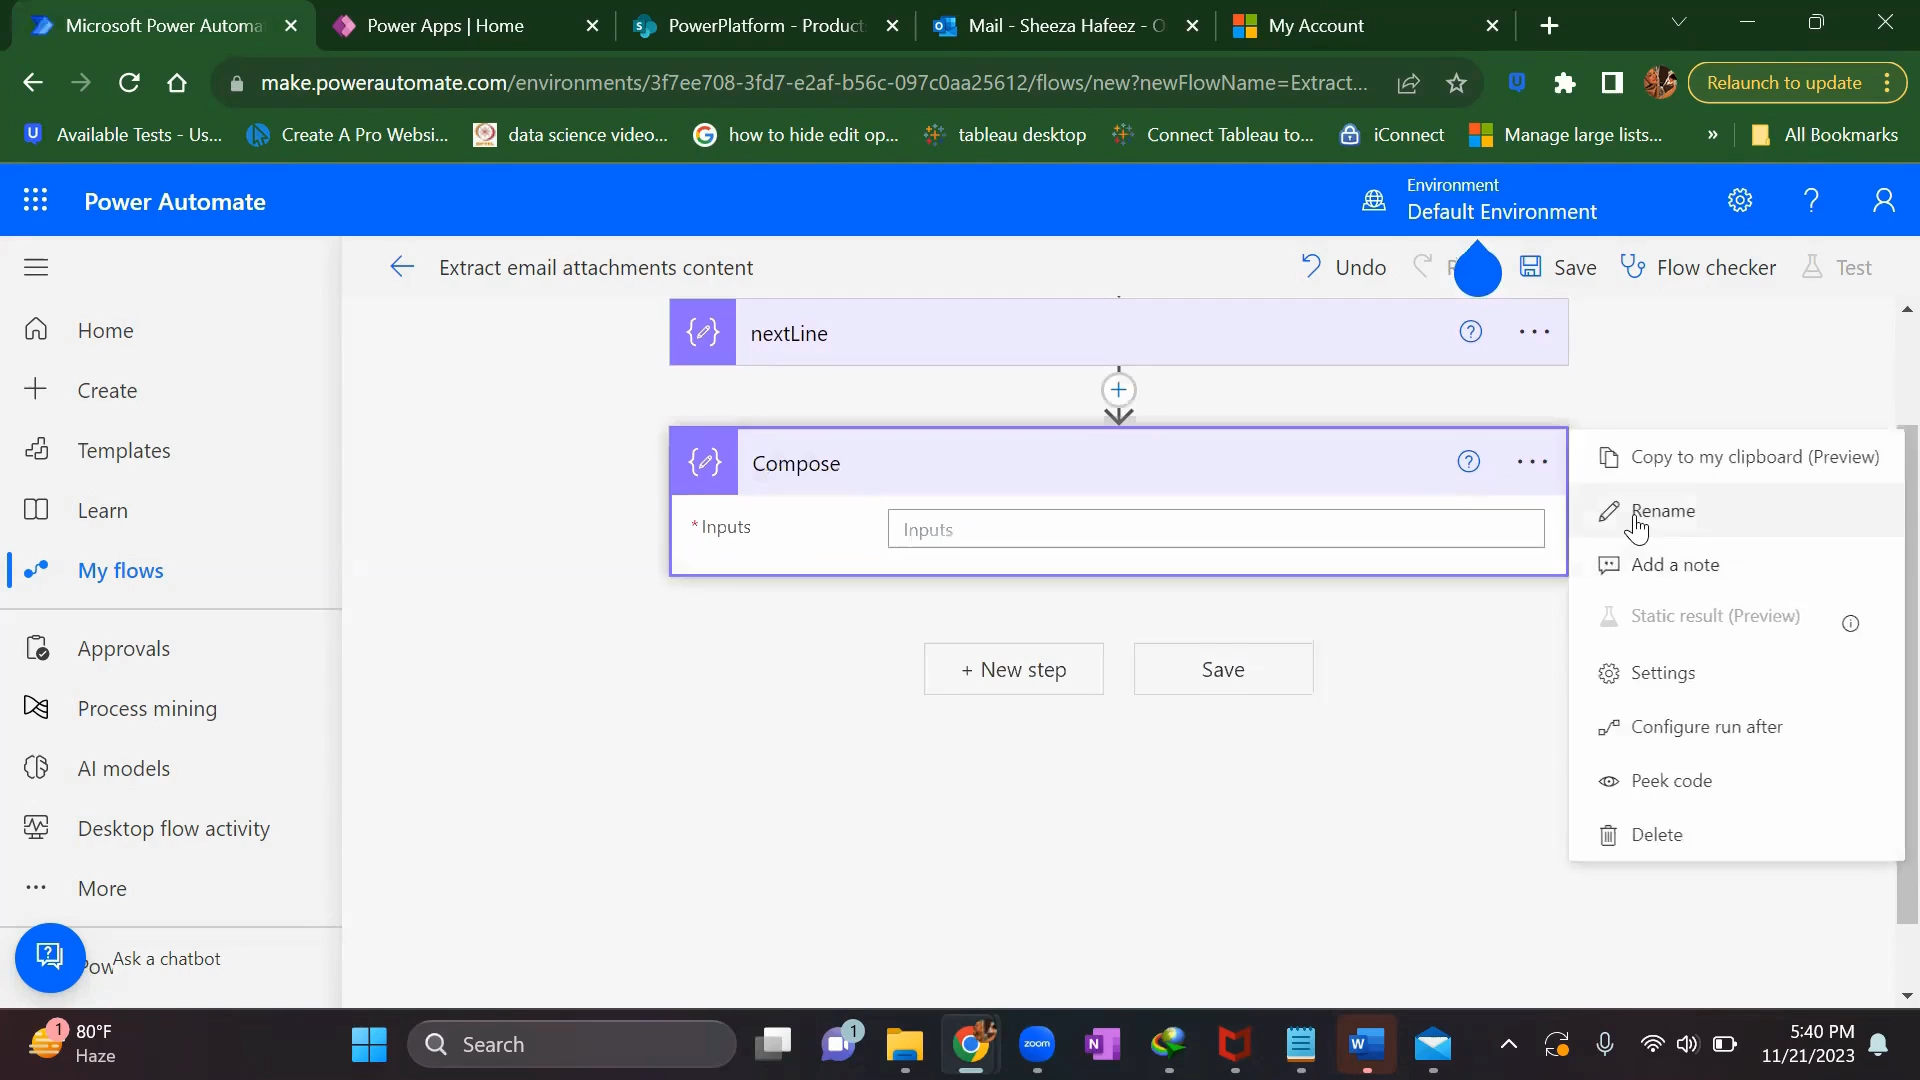 Microsoft Power Automa
Power Apps | Home
PowerPlatform - Product
Mail - Sheeza Hafeez - O
My Account
make.powerautomate.com/environments/3f7ee708-3fd7-e2af-b56c-097c0aa25612/flows/new?newFlowName=Extract...
Relaunch to update
Available Tests - Us...
Create A Pro Websi...
data science video...
how to hide edit op...
tableau desktop
Connect Tableau to...
iConnect
Manage large lists...
»
All Bookmarks
Power Automate
Environment
Default Environment
Extract email attachments content
Undo
Save
Flow checker
Test
Home
Create
Templates
Learn
My flows
Approvals
Process mining
AI models
Desktop flow activity
More
Pow
Ask a chatbot
nextLine
Compose
* Inputs
Inputs
+ New step
Save
Copy to my clipboard (Preview)
Rename
Add a note
Static result (Preview)
Settings
Configure run after
Peek code
Delete
1
80°F
Haze
Search
1
zoom
5:40 PM
11/21/2023